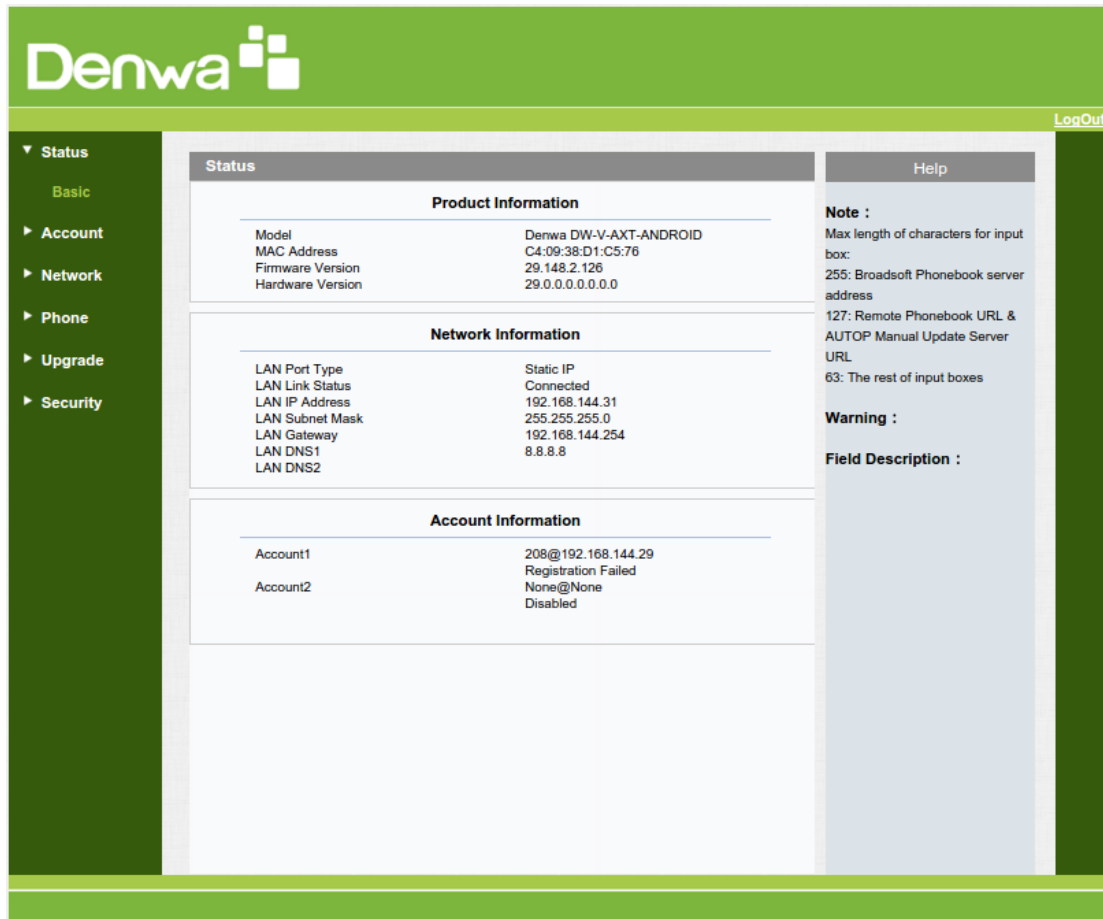 Denwa
LogOut
Status
Basic
Account
Network
Phone
Upgrade
Security
Status
Product Information
Model Denwa DW-V-AXT-ANDROID
MAC Address C4:09:38:D1:C5:76
Firmware Version 29.148.2.126
Hardware Version 29.0.0.0.0.0.0.0
Network Information
LAN Port Type Static IP
LAN Link Status Connected
LAN IP Address 192.168.144.31
LAN Subnet Mask 255.255.255.0
LAN Gateway 192.168.144.254
LAN DNS1 8.8.8.8
LAN DNS2
Account Information
Account1 208@192.168.144.29
Registration Failed
Account2 None@None
Disabled
Help
Note :
Max length of characters for input
box:
255: Broadsoft Phonebook server
address
127: Remote Phonebook URL &
AUTOP Manual Update Server
URL
63: The rest of input boxes
Warning :
Field Description :